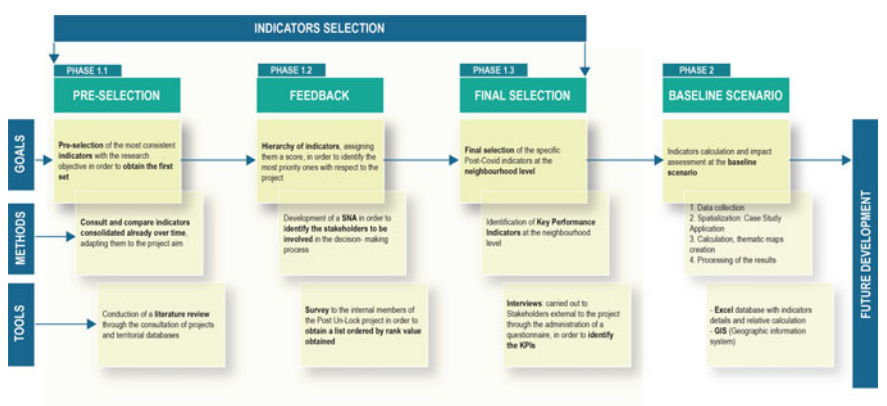 INDICATORS SELECTION
PHASE 1.1
PRE-SELECTION
PHASE 1.2
FEEDBACK
PHASE 1.3
FINAL SELECTION
PHASE 2
BASELINE SCENARIO
GOALS
Pre-selection of the most consistent
indicators with the research
objective in order to obtain the first
set
Hierarchy of indicators, assigning
them a score, in order to identify the
most priority ones with respect to the
project
Final selection of the specific
Post-Covid indicators at the
neighbourhood level
Indicators calculation and impact
assessment at the baseline
scenario
METHODS
Consult and compare indicators
consolidated already over time,
adapting them to the project aim
Development of a SNA in order to
identify the stakeholders to be
involved in the decision- making
process
Identification of Key Performance
Indicators at the neighbourhood
level
1. Data collection
2. Spatialization: Case Study
Application
3. Calculation, thematic maps
creation
4. Processing of the results
TOOLS
Conduction of a literature review
through the consultation of projects
and territorial databases
Survey to the internal members of
the Post Un-Lock project in order to
obtain a list ordered by rank value
obtained
Interviews: carried out to
Stakeholders external to the project
through the administration of a
questionnaire, in order to identify
the KPIs
- Excel database with indicators
details and relative calculation
- GIS (Geographic information
system)
FUTURE DEVELOPMENT